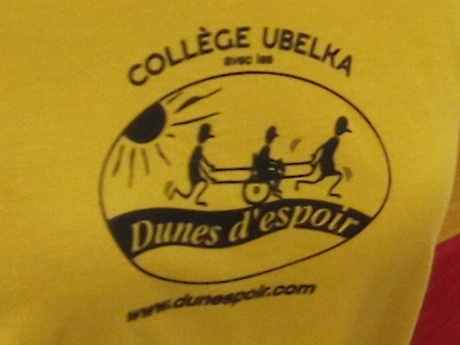 COLLÈGE UBELKA
avec les
Dunes d'espoir
www.dunespoir.com